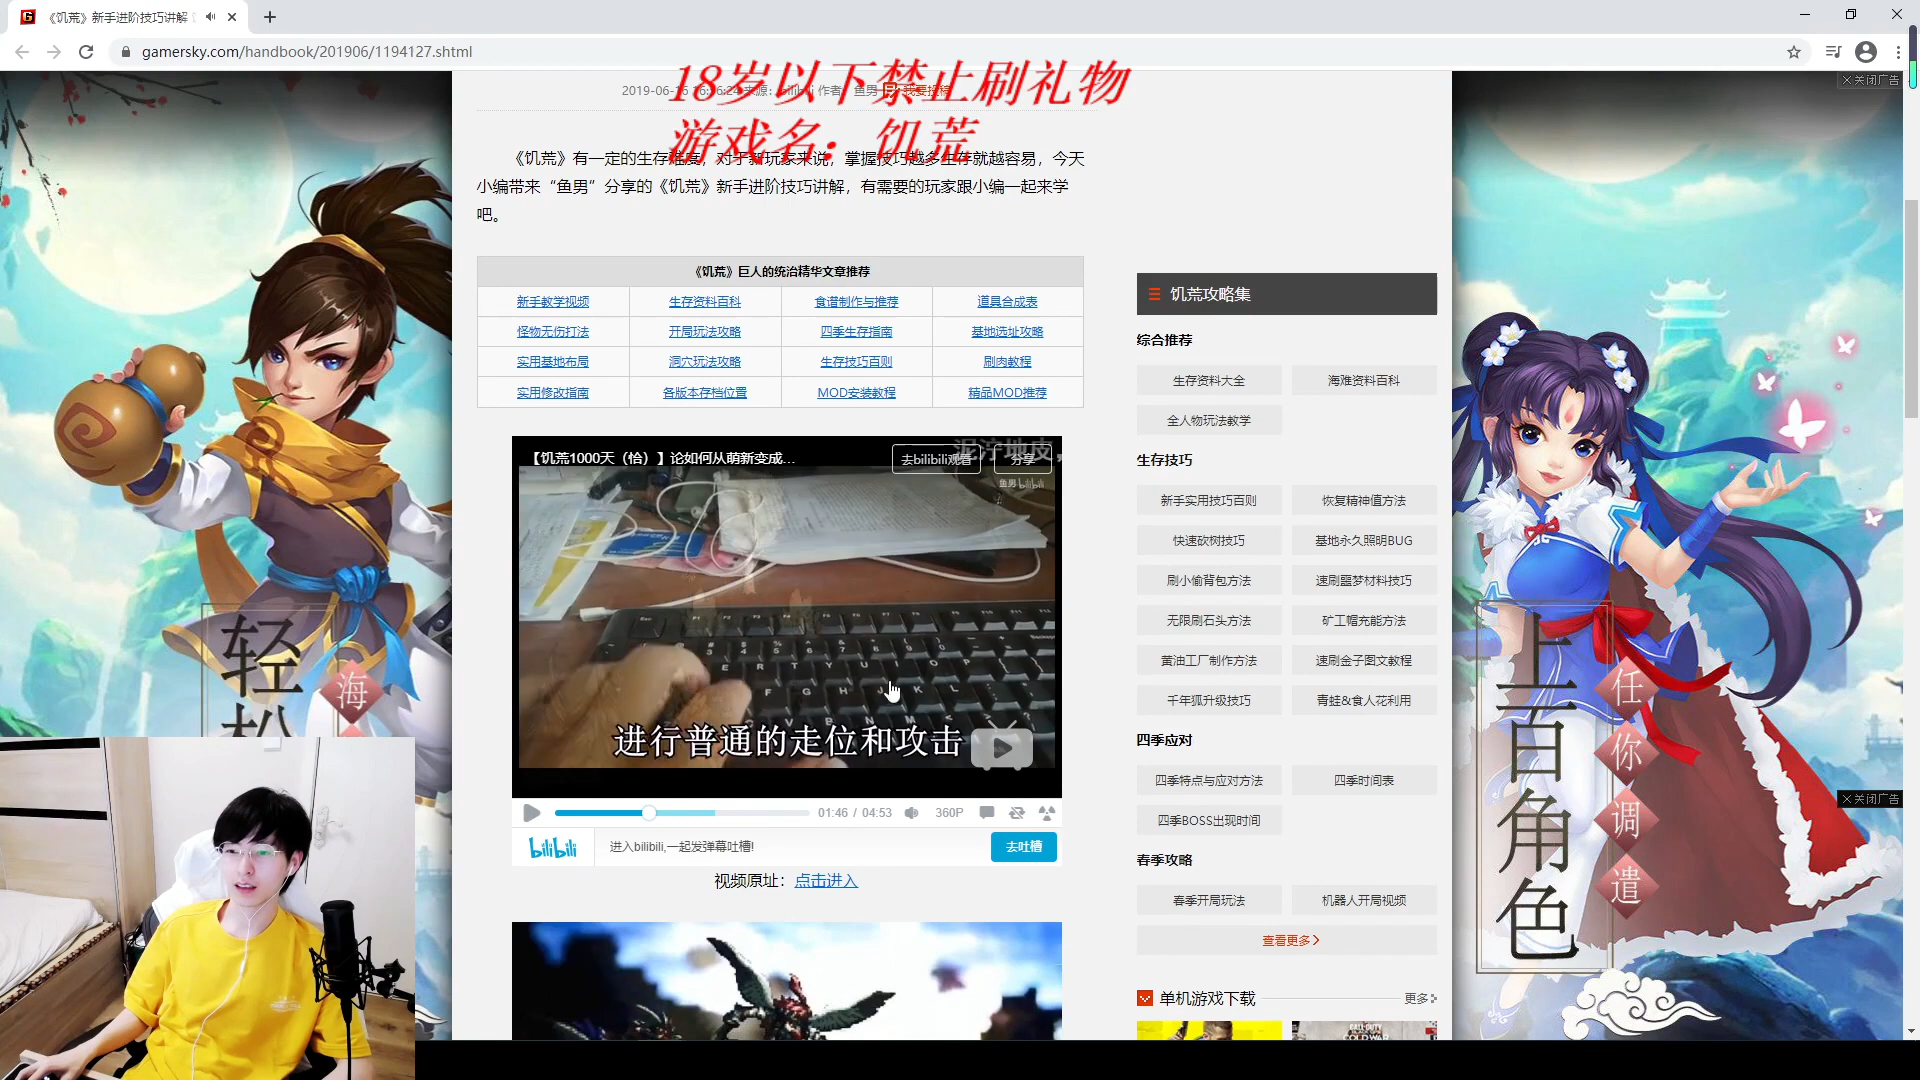 《饥荒》新手进阶技巧讲解
gamersky.com/handbook/201906/1194127.shtml
18岁以下禁止刷礼物
游戏名：饥荒
我要投稿
《饥荒》有一定的生存难度，对于新玩家来说，掌握技巧越多生存就越容易，今天
小编带来“鱼男”分享的《饥荒》新手进阶技巧讲解，有需要的玩家跟小编一起来学
吧。
《饥荒》巨人的统治精华文章推荐
新手教学视频 生存资料百科 食谱制作与推荐 道具合成表
怪物无伤打法 开局玩法攻略 四季生存指南 基地选址攻略
实用基地布局 洞穴玩法攻略 生存技巧百则 刷肉教程
实用修改指南 各版本存档位置 MOD安装教程 精品MOD推荐
【饥荒1000天（恰）】论如何从萌新变成...
去bilibili观看
分享
泥泞地皮，
鱼男 bilibili
进行普通的走位和攻击
01:46 / 04:53
360P
bilibili
进入bilibili,一起发弹幕吐槽!
去吐槽
视频原址：点击进入
饥荒攻略集
综合推荐
生存资料大全 海难资料百科
全人物玩法教学
生存技巧
新手实用技巧百则 恢复精神值方法
快速砍树技巧 基地永久照明BUG
刷小偷背包方法 速刷噩梦材料技巧
无限刷石头方法 矿工帽充能方法
黄油工厂制作方法 速刷金子图文教程
千年狐升级技巧 青蛙&食人花利用
四季应对
四季特点与应对方法 四季时间表
四季BOSS出现时间
春季攻略
春季开局玩法 机器人开局视频
查看更多
单机游戏下载
更多
CALL OF DUTY
COLD WAR
关闭广告
关闭广告
轻松
海
上百角色
任你调遣